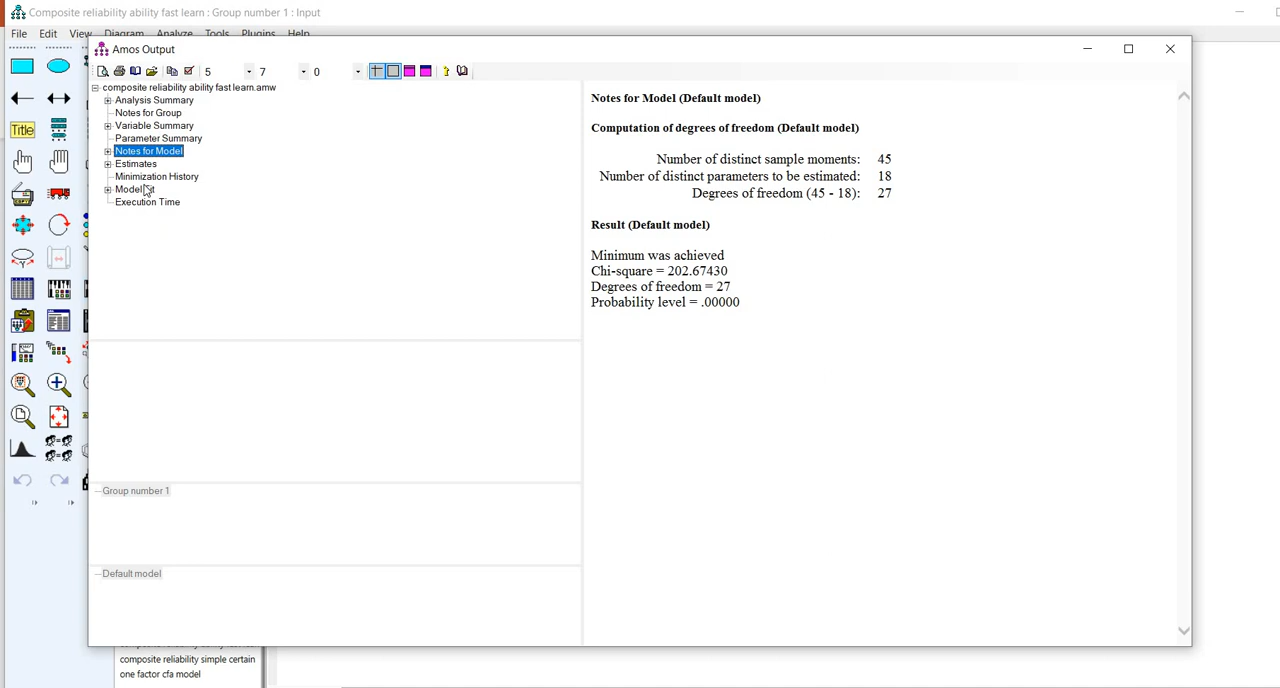 Composite reliability ability fast learn : Group number 1 : Input
File Edit View Diagram Analyze Tools Plugins Help
Amos Output
5 7 0
Title
composite reliability ability fast learn.amw
Analysis Summary
Notes for Group
Variable Summary
Parameter Summary
Notes for Model
Estimates
Minimization History
Model Fit
Execution Time
Group number 1
Default model
Notes for Model (Default model)
Computation of degrees of freedom (Default model)
Number of distinct sample moments: 45
Number of distinct parameters to be estimated: 18
Degrees of freedom (45 - 18): 27
Result (Default model)
Minimum was achieved
Chi-square = 202.67430
Degrees of freedom = 27
Probability level = .00000
composite reliability simple certain
one factor cfa model